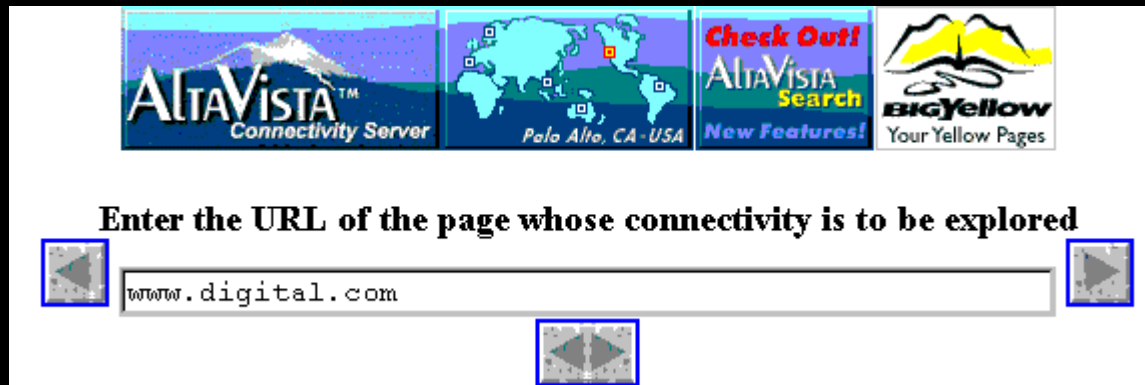 ALTAVISTA™
Connectivity Server
Palo Alto, CA - USA
Check Out!
ALTAVISTA
Search
New Features!
BIGYellow
Your Yellow Pages
Enter the URL of the page whose connectivity is to be explored
www.digital.com